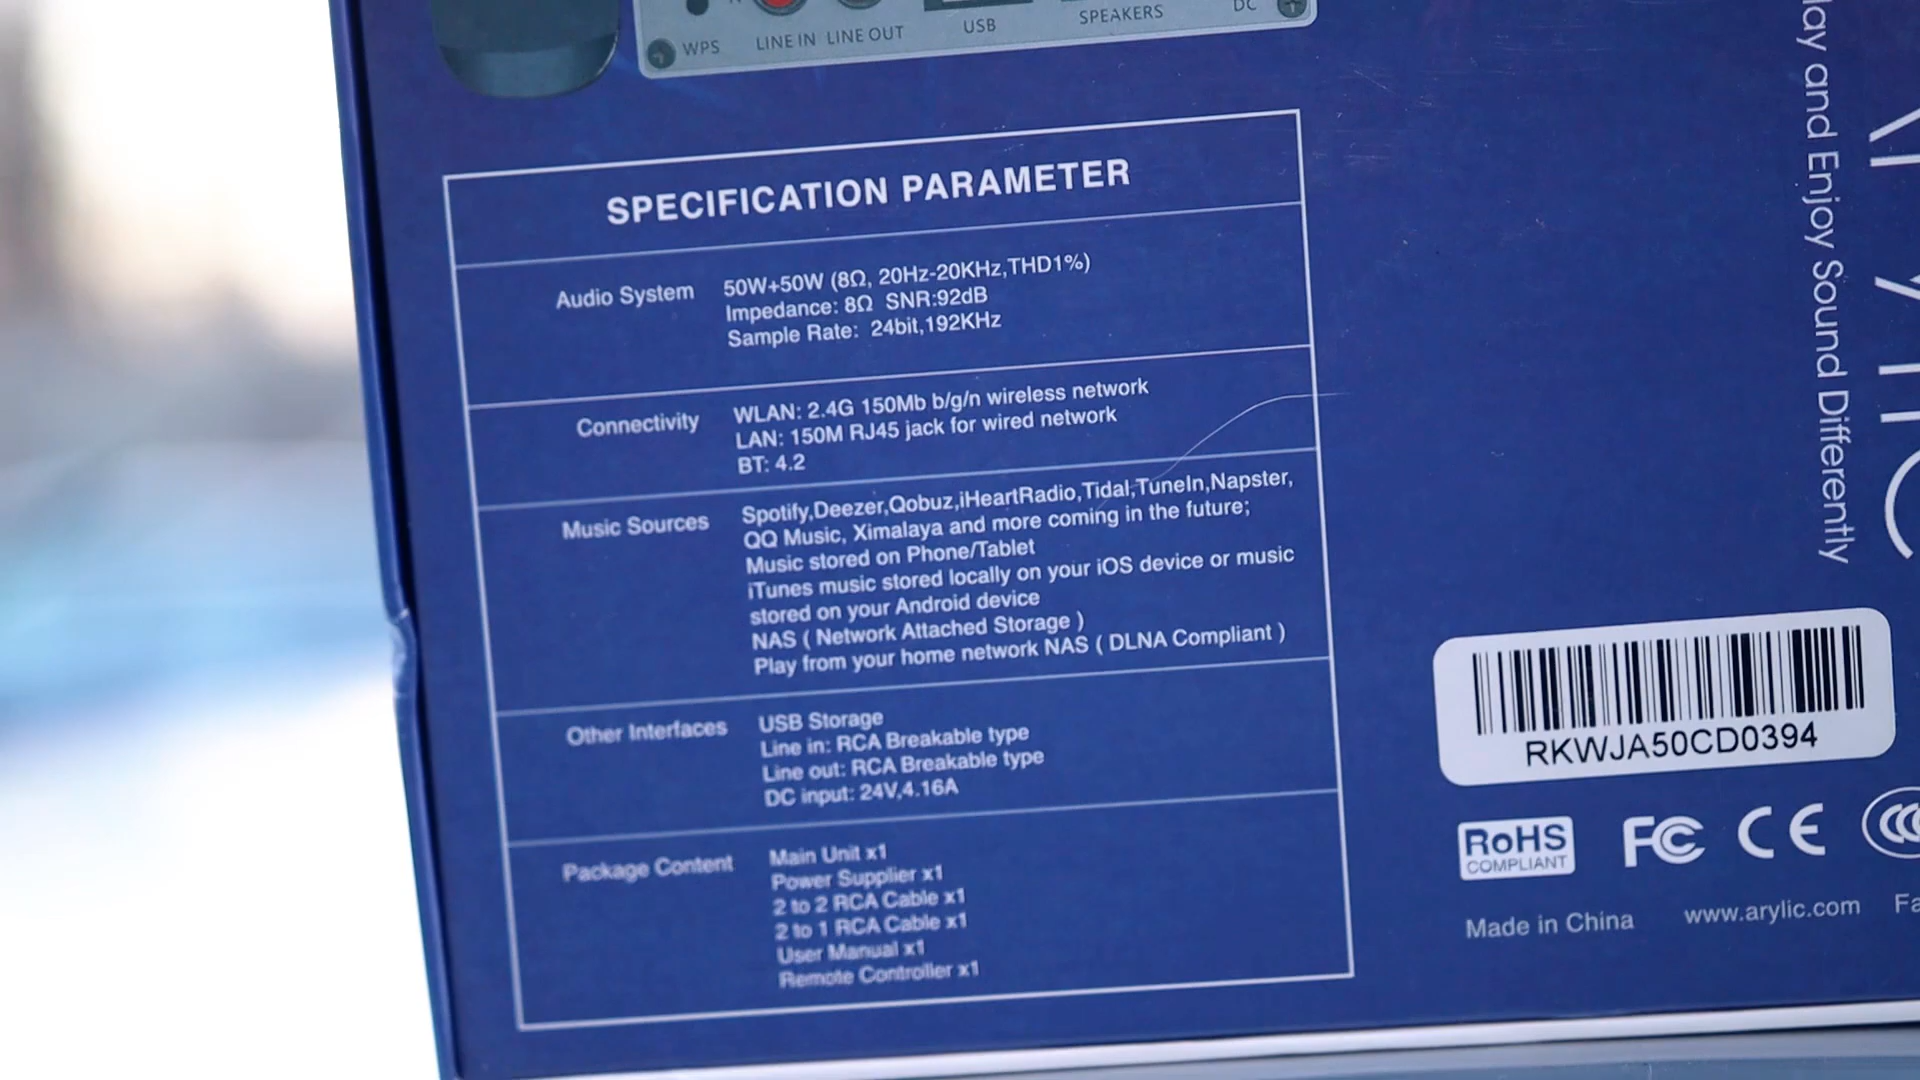 WPS
LINE IN
LINE OUT
USB
SPEAKERS
DC
SPECIFICATION PARAMETER
Audio System
50W+50W (8Ω, 20Hz-20KHz,THD1%)
Impedance: 8Ω SNR:92dB
Sample Rate: 24bit,192KHz
Connectivity
WLAN: 2.4G 150Mb b/g/n wireless network
LAN: 150M RJ45 jack for wired network
BT: 4.2
Music Sources
Spotify,Deezer,Qobuz,iHeartRadio,Tidal,TuneIn,Napster,
QQ Music, Ximalaya and more coming in the future;
Music stored on Phone/Tablet
iTunes music stored locally on your iOS device or music
stored on your Android device
NAS ( Network Attached Storage )
Play from your home network NAS ( DLNA Compliant )
Other Interfaces
USB Storage
Line in: RCA Breakable type
Line out: RCA Breakable type
DC input: 24V,4.16A
Package Content
Main Unit x1
Power Supplier x1
2 to 2 RCA Cable x1
2 to 1 RCA Cable x1
User Manual x1
Remote Controller x1
lay and Enjoy Sound Differently
RKWJA50CD0394
RoHS
COMPLIANT
FC CE
Made in China
www.arylic.com